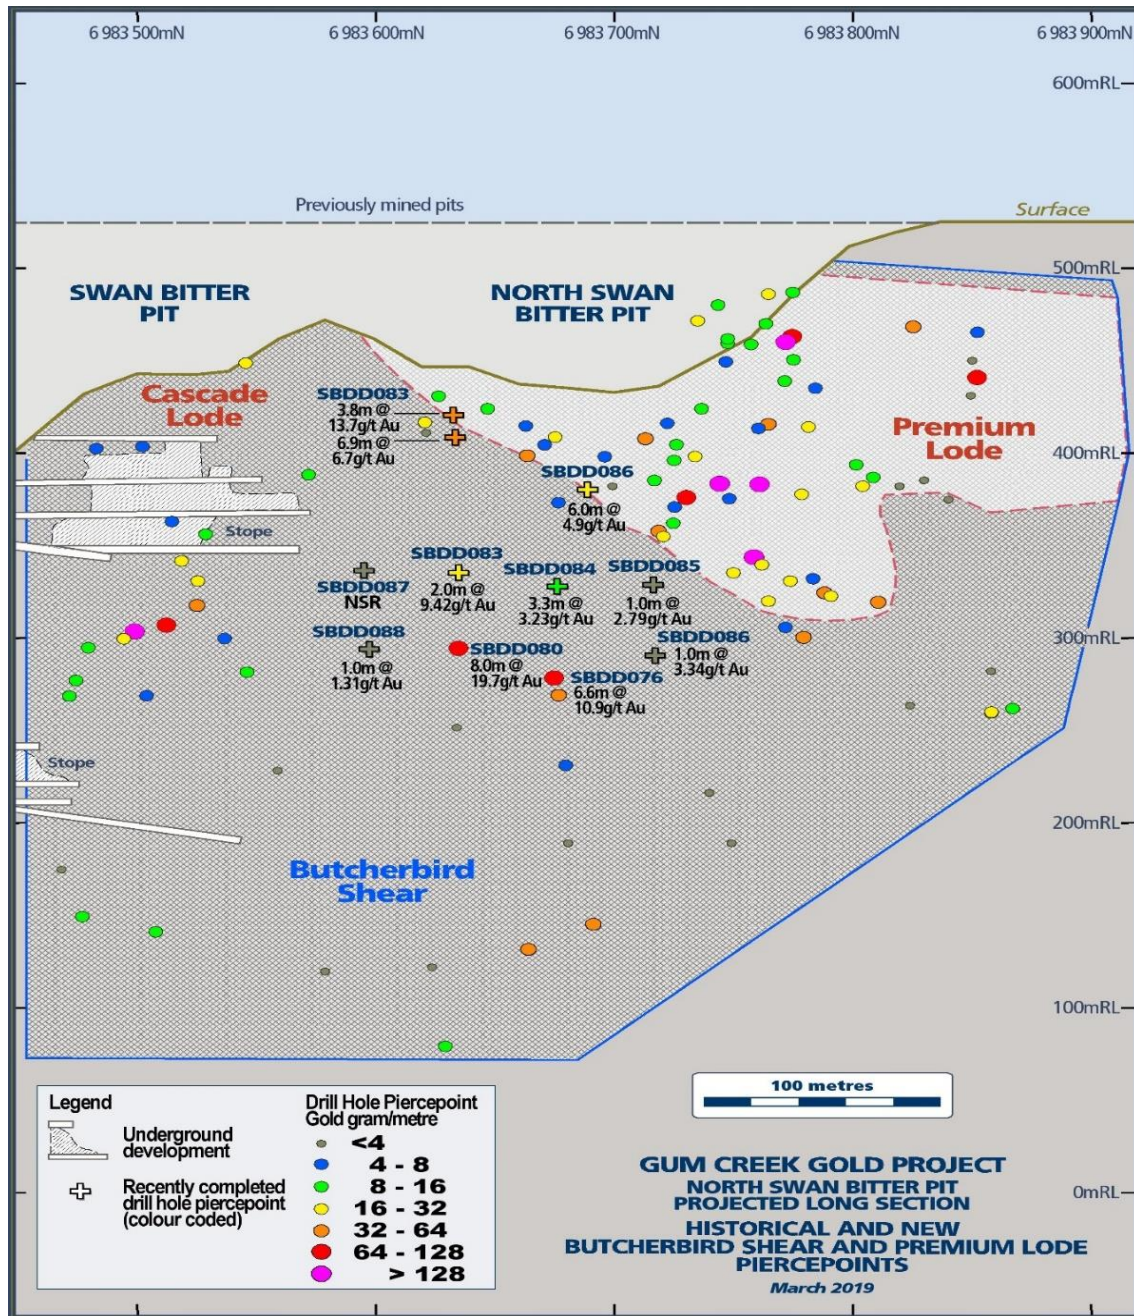 6 983 500mN
6 983 600mN
6 983 700mN
6 983 800mN
6 983 900mN
600mRL
Previously mined pits
Surface
500mRL
SWAN BITTER
PIT
NORTH SWAN
BITTER PIT
Cascade
Lode
SBDD083
3.8m @
13.7g/t Au
6.9m @
6.7g/t Au
Premium
Lode
400mRL
SBDD086
6.0m @
4.9g/t Au
Stope
SBDD087
NSR
SBDD083
2.0m @
9.42g/t Au
SBDD084
3.3m @
3.23g/t Au
SBDD085
1.0m @
2.79g/t Au
300mRL
SBDD088
1.0m @
1.31g/t Au
SBDD080
8.0m @
19.7g/t Au
SBDD076
6.6m @
10.9g/t Au
SBDD086
1.0m @
3.34g/t Au
Stope
200mRL
Butcherbird
Shear
100mRL
Legend
Underground
development
Recently completed
drill hole piercepoint
(colour coded)
Drill Hole Piercepoint
Gold gram/metre
<4
4 - 8
8 - 16
16 - 32
32 - 64
64 - 128
> 128
100 metres
0mRL
GUM CREEK GOLD PROJECT
NORTH SWAN BITTER PIT
PROJECTED LONG SECTION
HISTORICAL AND NEW
BUTCHERBIRD SHEAR AND PREMIUM LODE
PIERCEPOINTS
March 2019